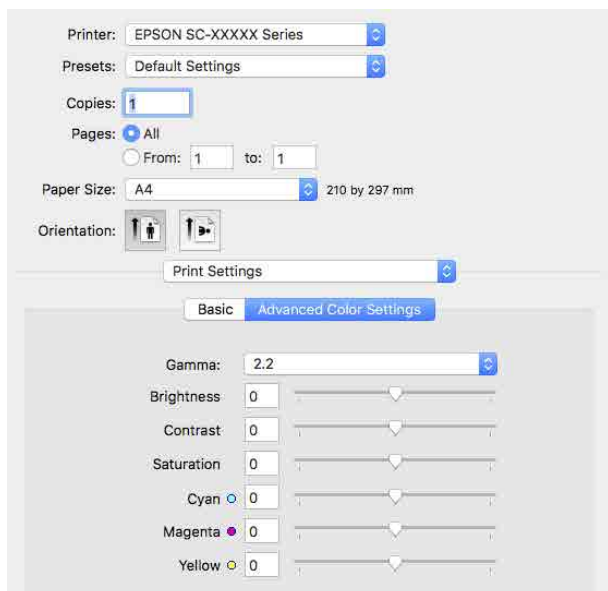 Printer: EPSON SC-XXXXX Series
Presets: Default Settings
Copies: 1
Pages: All
From: 1 to: 1
Paper Size: A4 210 by 297 mm
Orientation:
Print Settings
Basic Advanced Color Settings
Gamma: 2.2
Brightness 0
Contrast 0
Saturation 0
Cyan 0
Magenta 0
Yellow 0